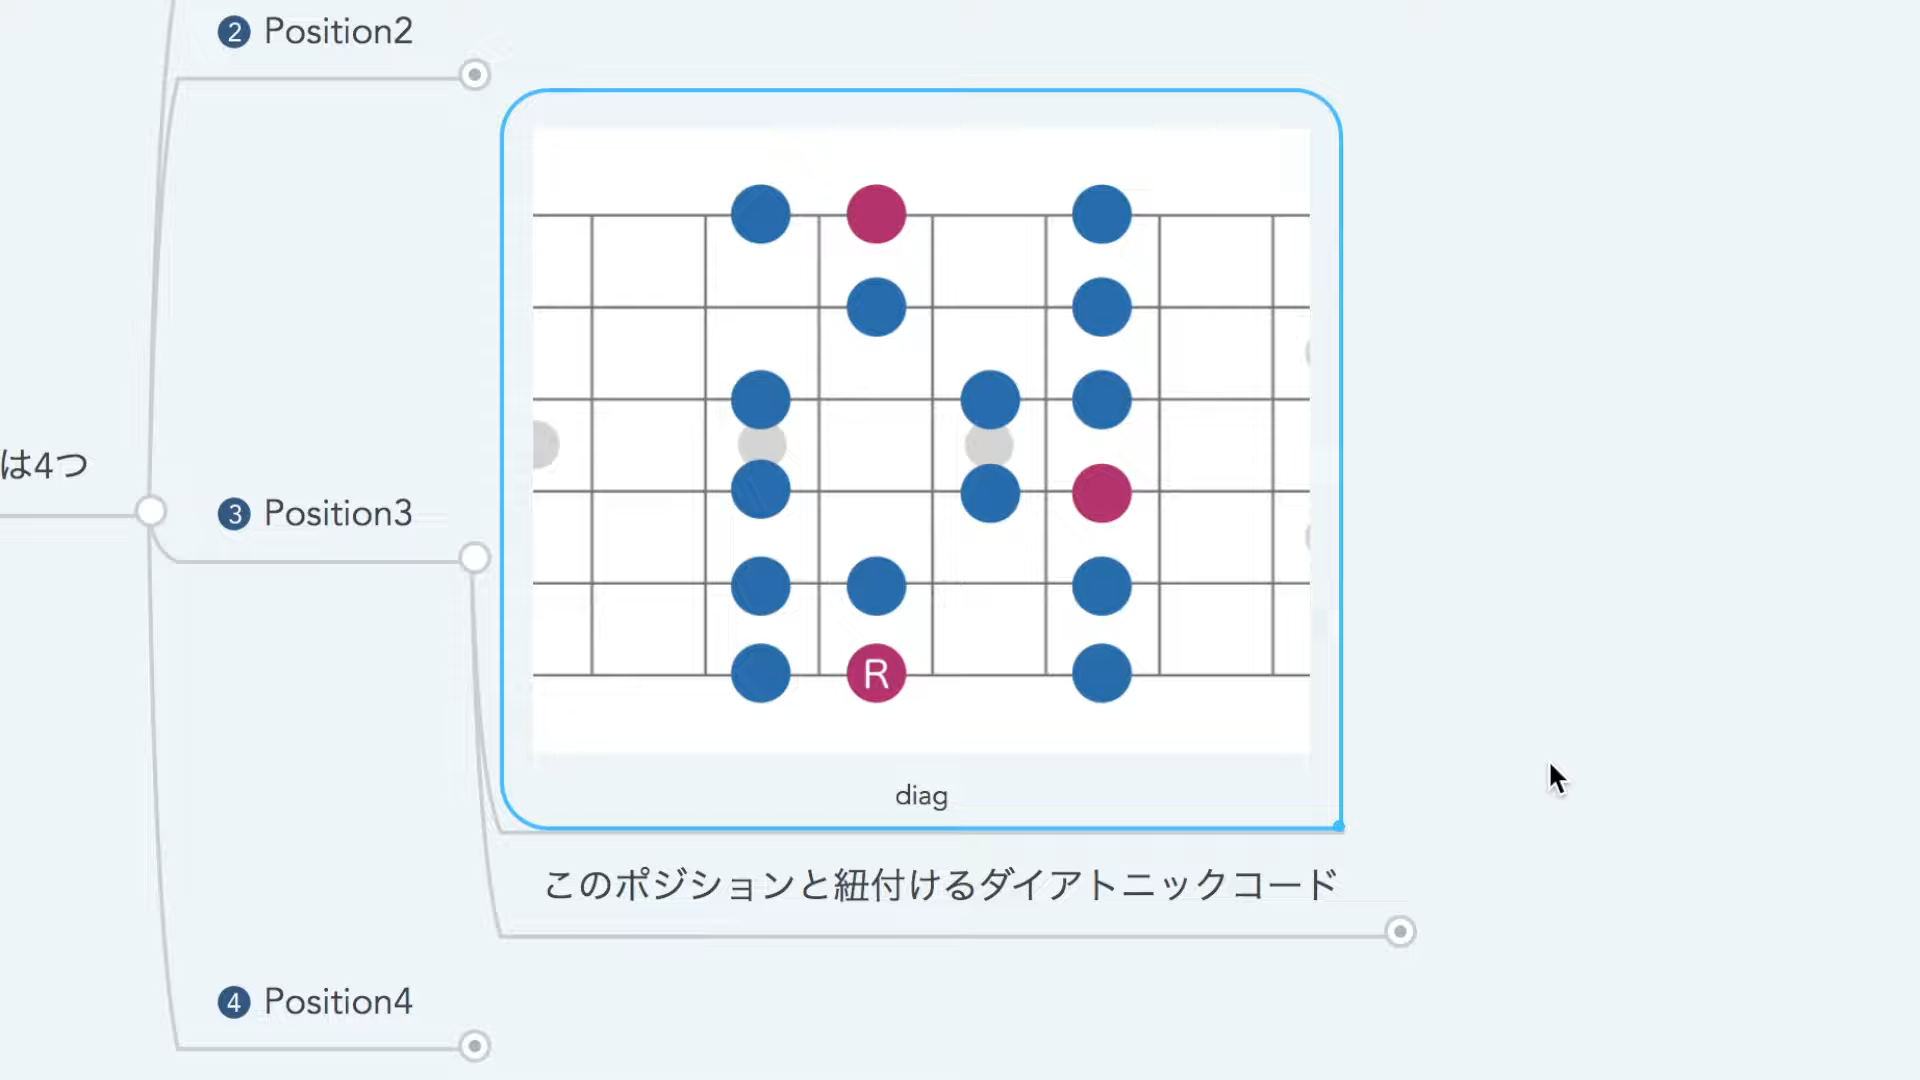 2 Position2
は4つ
3 Position3
R
diag
このポジションと紐付けるダイアトニックコード
4 Position4